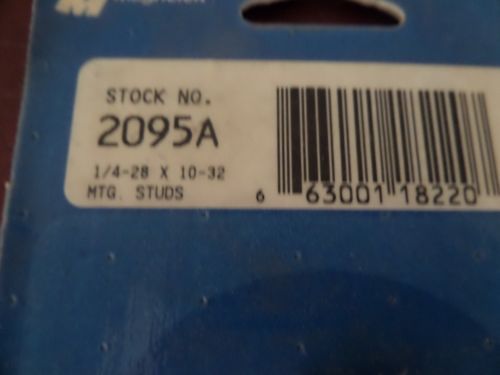 STOCK NO.
2095A
1/4-28 X 10-32
MTG. STUDS
6 63001 18220